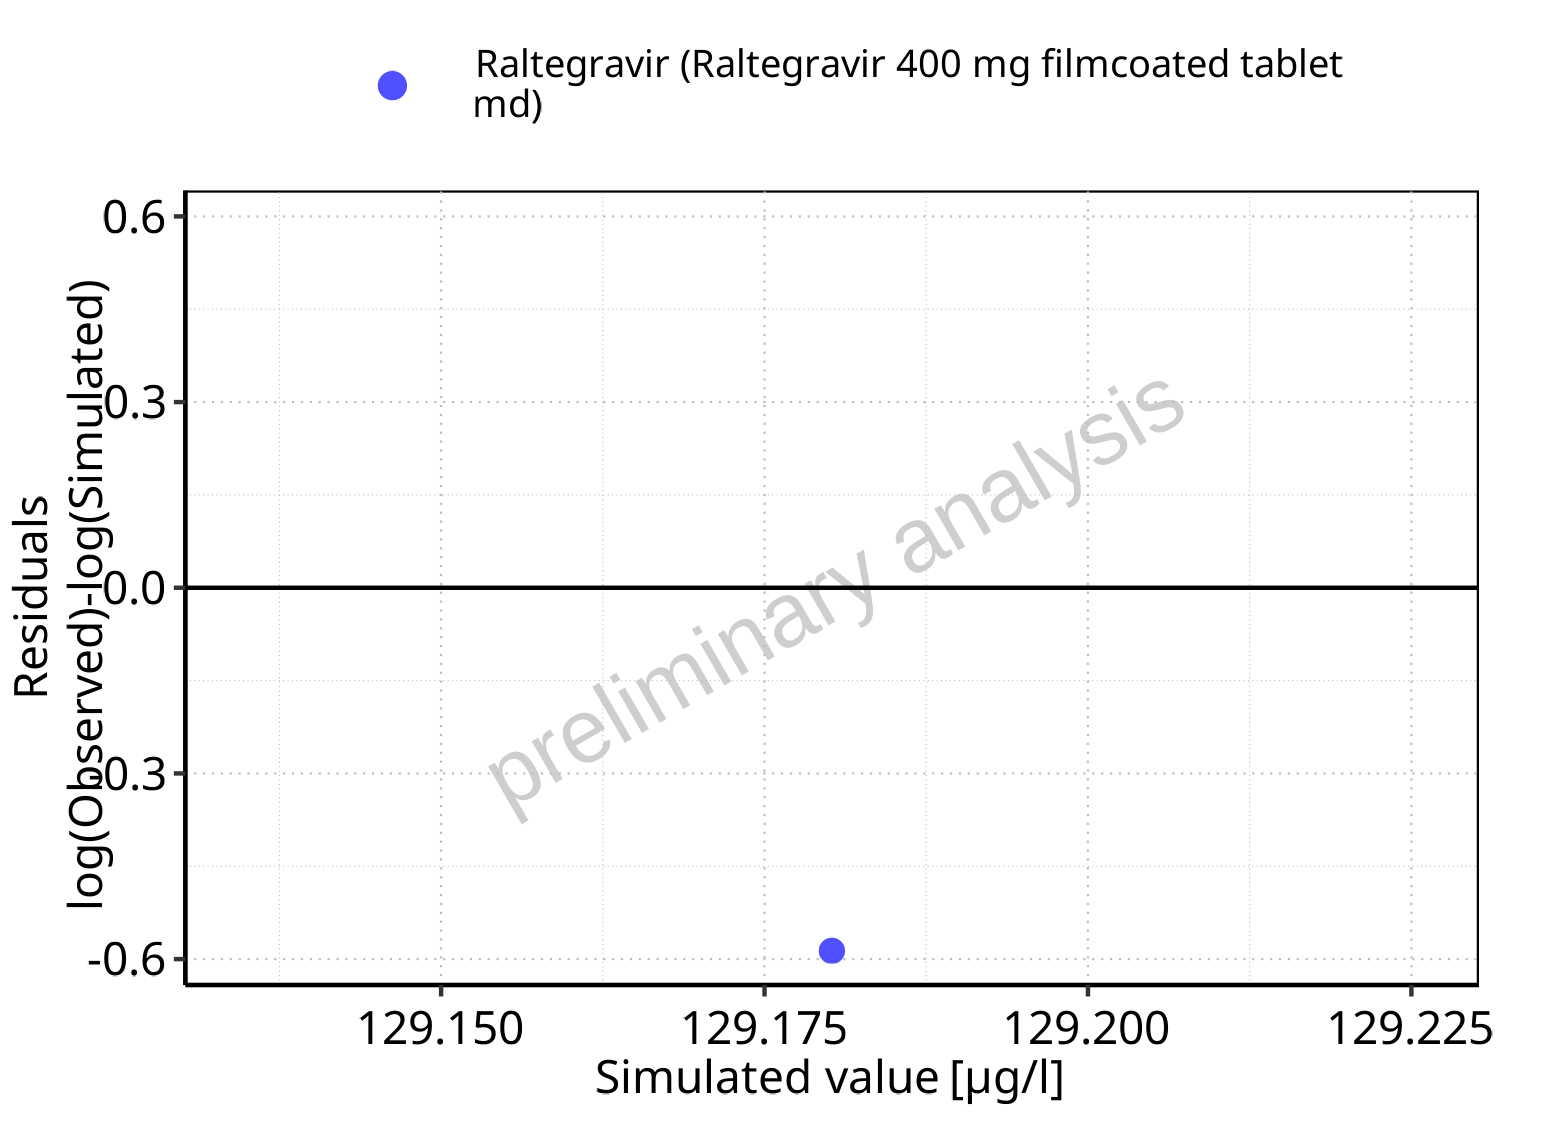 Raltegravir (Raltegravir 400 mg filmcoated tablet
md)
Residuals
log(Observed)-log(Simulated)
0.6
0.3
0.0
-0.3
-0.6
preliminary analysis
129.150
129.175
129.200
129.225
Simulated value [µg/l]